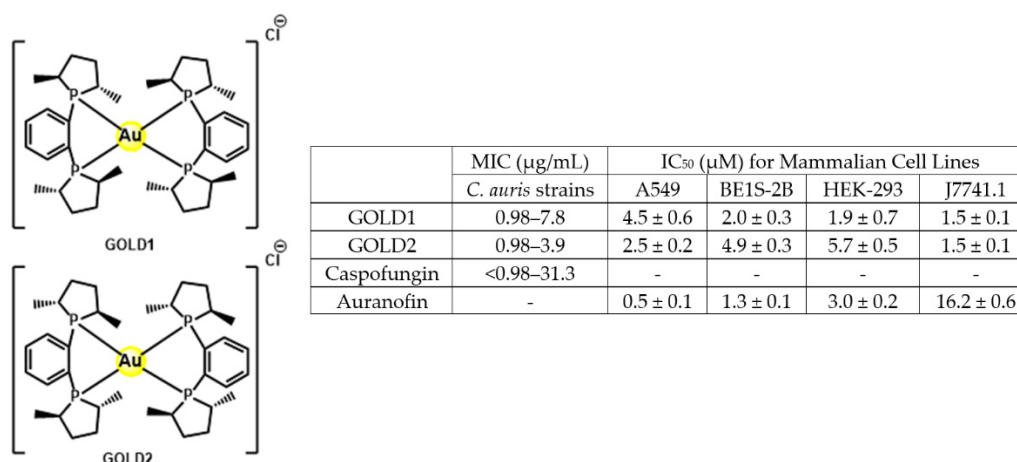 Cl⊖
P P
Au
P P
GOLD1
Cl⊖
P P
Au
P P
GOLD2
MIC (µg/mL) IC₅₀ (µM) for Mammalian Cell Lines
C. auris strains A549 BE1S-2B HEK-293 J7741.1
GOLD1 0.98–7.8 4.5 ± 0.6 2.0 ± 0.3 1.9 ± 0.7 1.5 ± 0.1
GOLD2 0.98–3.9 2.5 ± 0.2 4.9 ± 0.3 5.7 ± 0.5 1.5 ± 0.1
Caspofungin <0.98–31.3 - - - -
Auranofin - 0.5 ± 0.1 1.3 ± 0.1 3.0 ± 0.2 16.2 ± 0.6